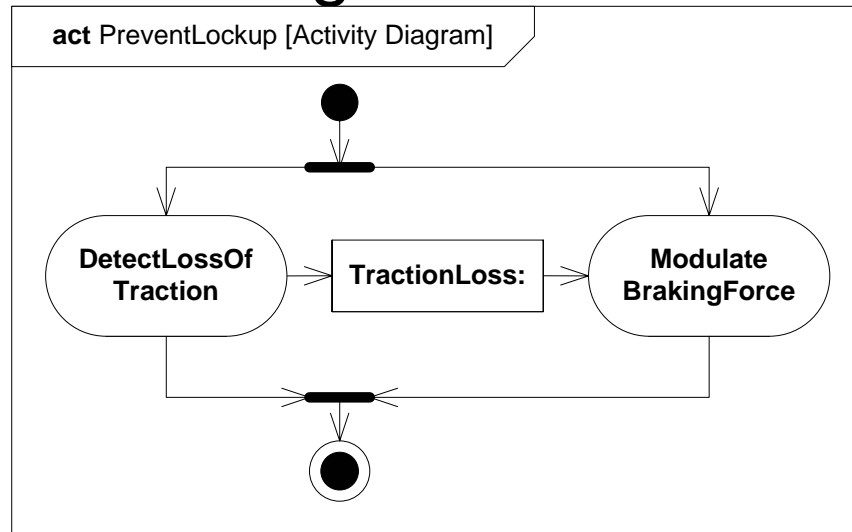 act PreventLockup [Activity Diagram]
DetectLossOf
Traction
TractionLoss:
Modulate
BrakingForce